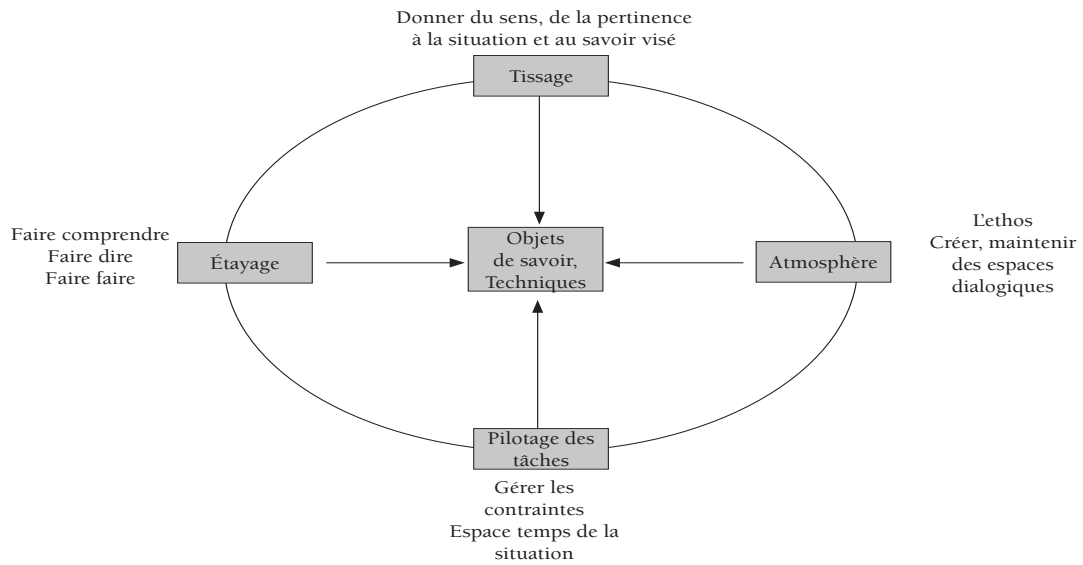 Donner du sens, de la pertinence
à la situation et au savoir visé
Tissage
Faire comprendre
Faire dire
Faire faire
Étayage
Objets
de savoir,
Techniques
Atmosphère
L'ethos
Créer, maintenir
des espaces
dialogiques
Pilotage des
tâches
Gérer les
contraintes
Espace temps de la
situation